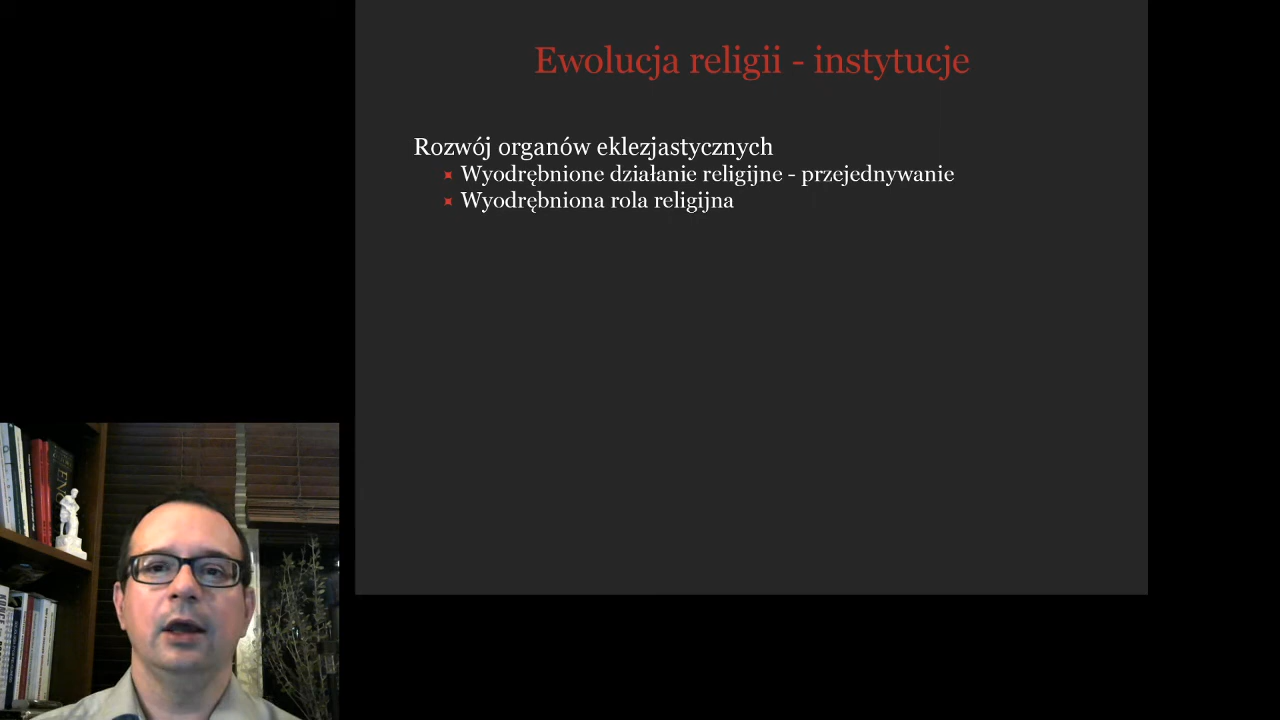 Ewolucja religii - instytucje
Rozwój organów eklezjastycznych
Wyodrębnione działanie religijne - przejednywanie
Wyodrębniona rola religijna